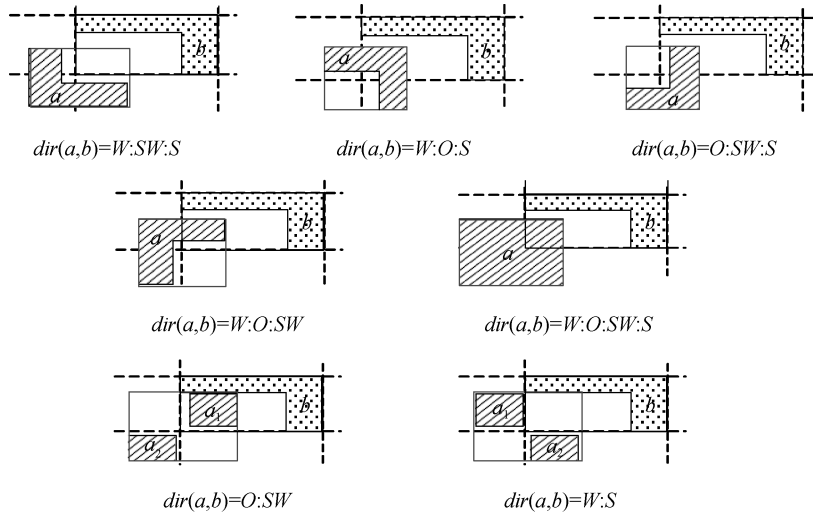 b b b
a a a
dir(a,b)=W:SW:S dir(a,b)=W:O:S dir(a,b)=O:SW:S
b b
a a
dir(a,b)=W:O:SW dir(a,b)=W:O:SW:S
a₁ b a₁ b
a₂ a₂
dir(a,b)=O:SW dir(a,b)=W:S